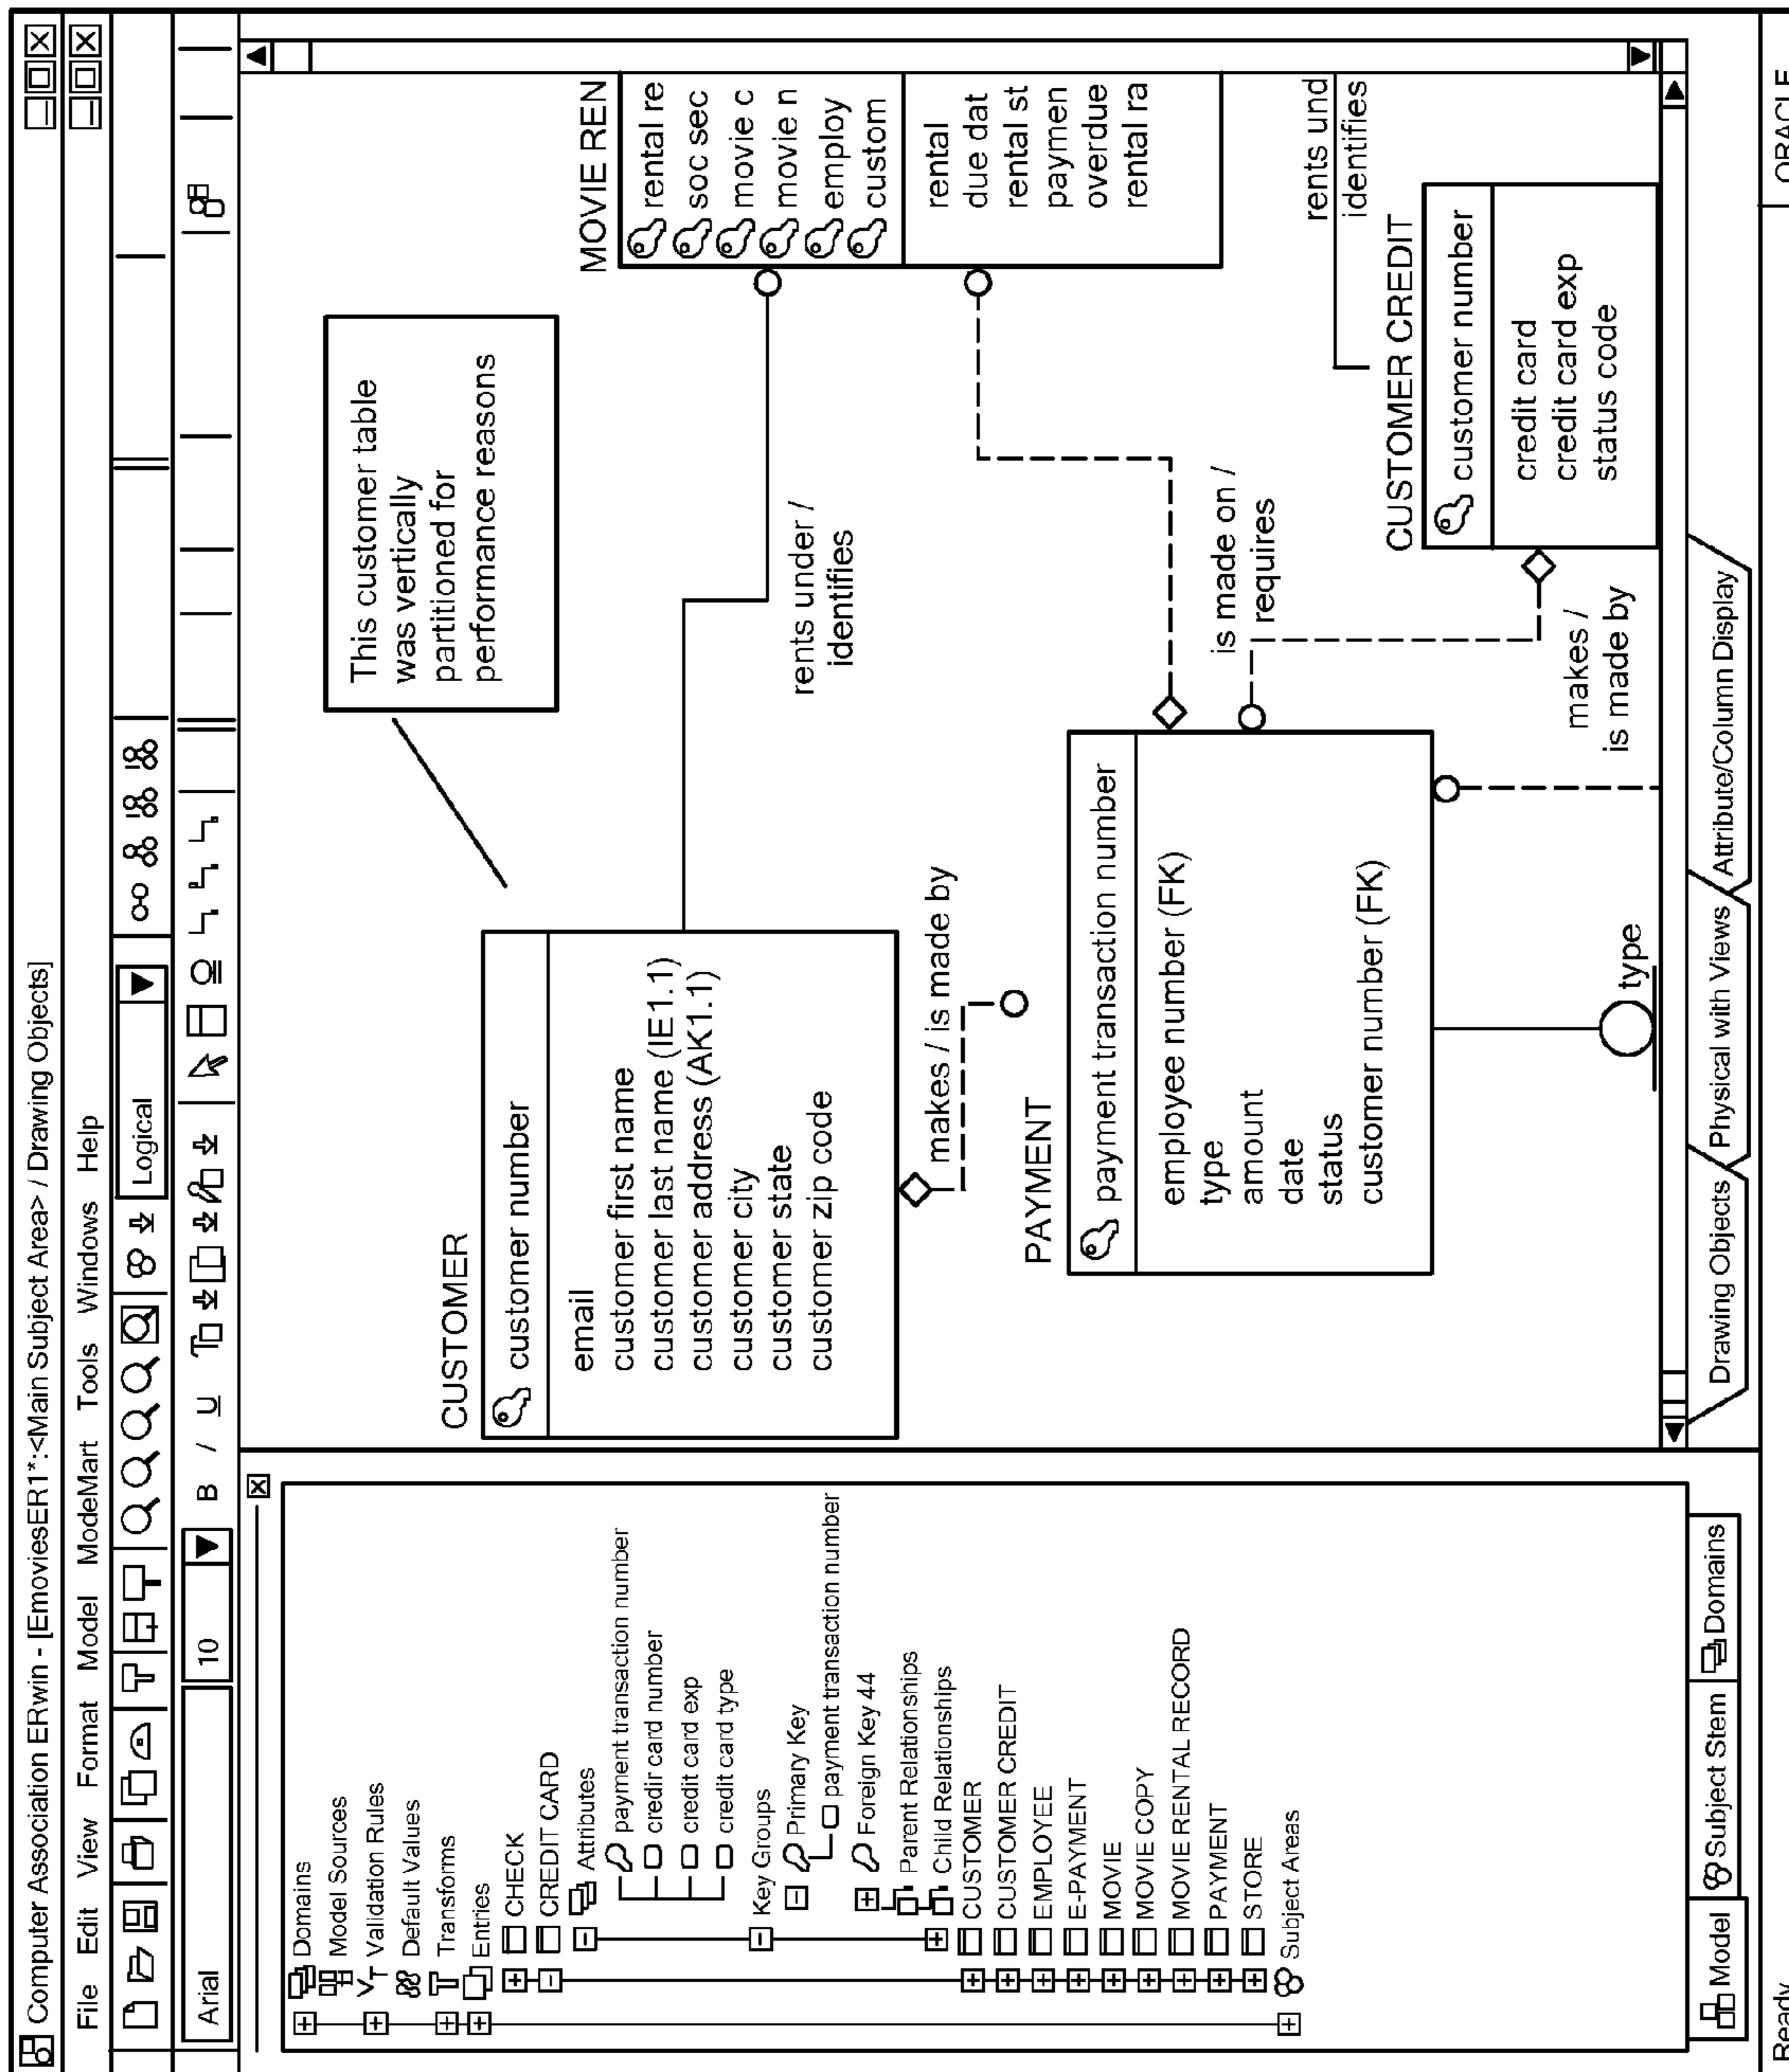 Computer Association ERwin - [EmoviesER1*:<Main Subject Area> / Drawing Objects]
File Edit View Format Model ModeMart Tools Windows Help
Logical
Arial 10 B / U
Domains
Model Sources
Validation Rules
Default Values
Transforms
Entries
CHECK
CREDIT CARD
Attributes
payment transaction number
credir card number
credit card exp
credit card type
Key Groups
Primary Key
payment transaction number
Foreign Key 44
Parent Relationships
Child Relationships
CUSTOMER
CUSTOMER CREDIT
EMPLOYEE
E-PAYMENT
MOVIE
MOVIE COPY
MOVIE RENTAL RECORD
PAYMENT
STORE
Subject Areas
Model Subject Stem Domains
CUSTOMER
customer number
email
customer first name
customer last name (IE1.1)
customer address (AK1.1)
customer city
customer state
customer zip code
This customer table
was vertically
partitioned for
performance reasons
makes / is made by
rents under /
identifies
MOVIE REN
rental re
soc sec
movie c
movie n
employ
custom
rental
due dat
rental st
paymen
overdue
rental ra
PAYMENT
payment transaction number
employee number (FK)
type
amount
date
status
customer number (FK)
type
is made on /
requires
rents und
identifies
CUSTOMER CREDIT
customer number
credit card
credit card exp
status code
makes /
is made by
Drawing Objects Physical with Views Attribute/Column Display
Ready
ORACLE